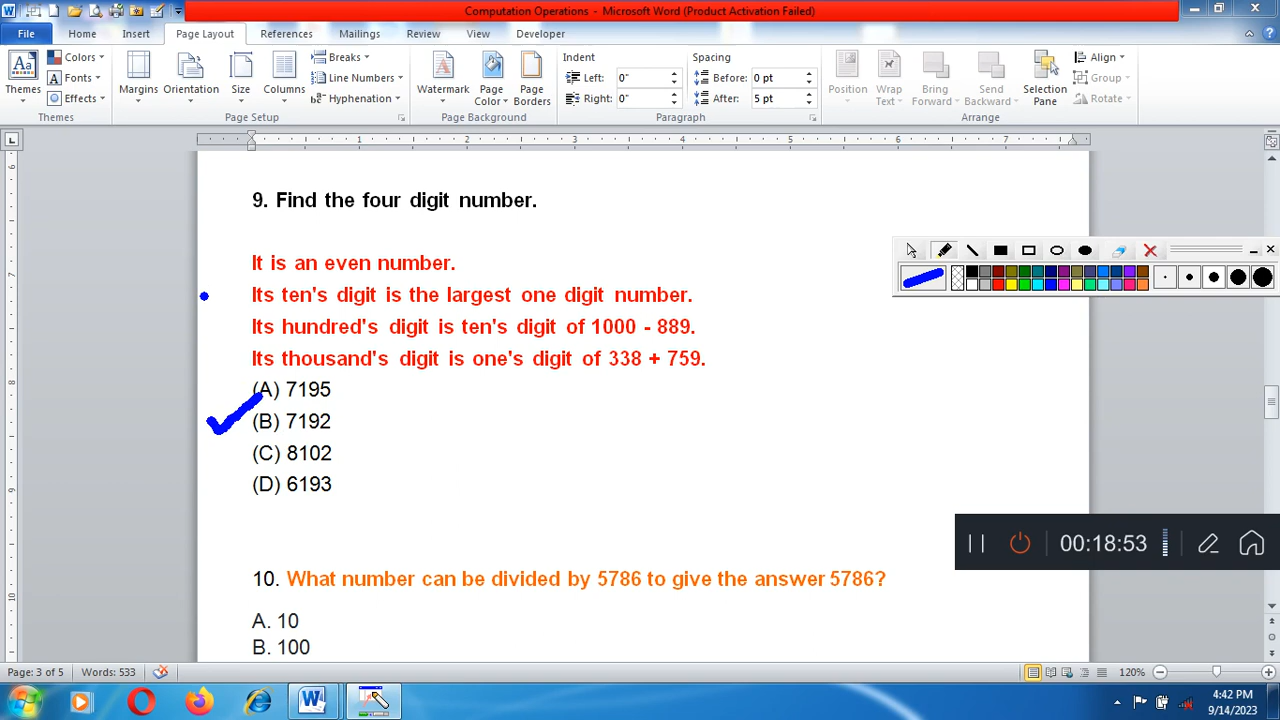 Computation Operations - Microsoft Word (Product Activation Failed)
File Home Insert Page Layout References Mailings Review View Developer
Themes
Colors
Fonts
Effects
Themes
Margins Orientation Size Columns
Breaks
Line Numbers
Hyphenation
Page Setup
Watermark Page Color Page Borders
Page Background
Indent
Left: 0"
Right: 0"
Spacing
Before: 0 pt
After: 5 pt
Paragraph
Position Wrap Text Bring Forward Send Backward Selection Pane
Align
Group
Rotate
Arrange
1 2 3 4 5 6 7
9. Find the four digit number.
It is an even number.
Its ten's digit is the largest one digit number.
Its hundred's digit is ten's digit of 1000 - 889.
Its thousand's digit is one's digit of 338 + 759.
(A) 7195
(B) 7192
(C) 8102
(D) 6193
00:18:53
10. What number can be divided by 5786 to give the answer 5786?
A. 10
B. 100
Page: 3 of 5 Words: 533 120%
4:42 PM
9/14/2023